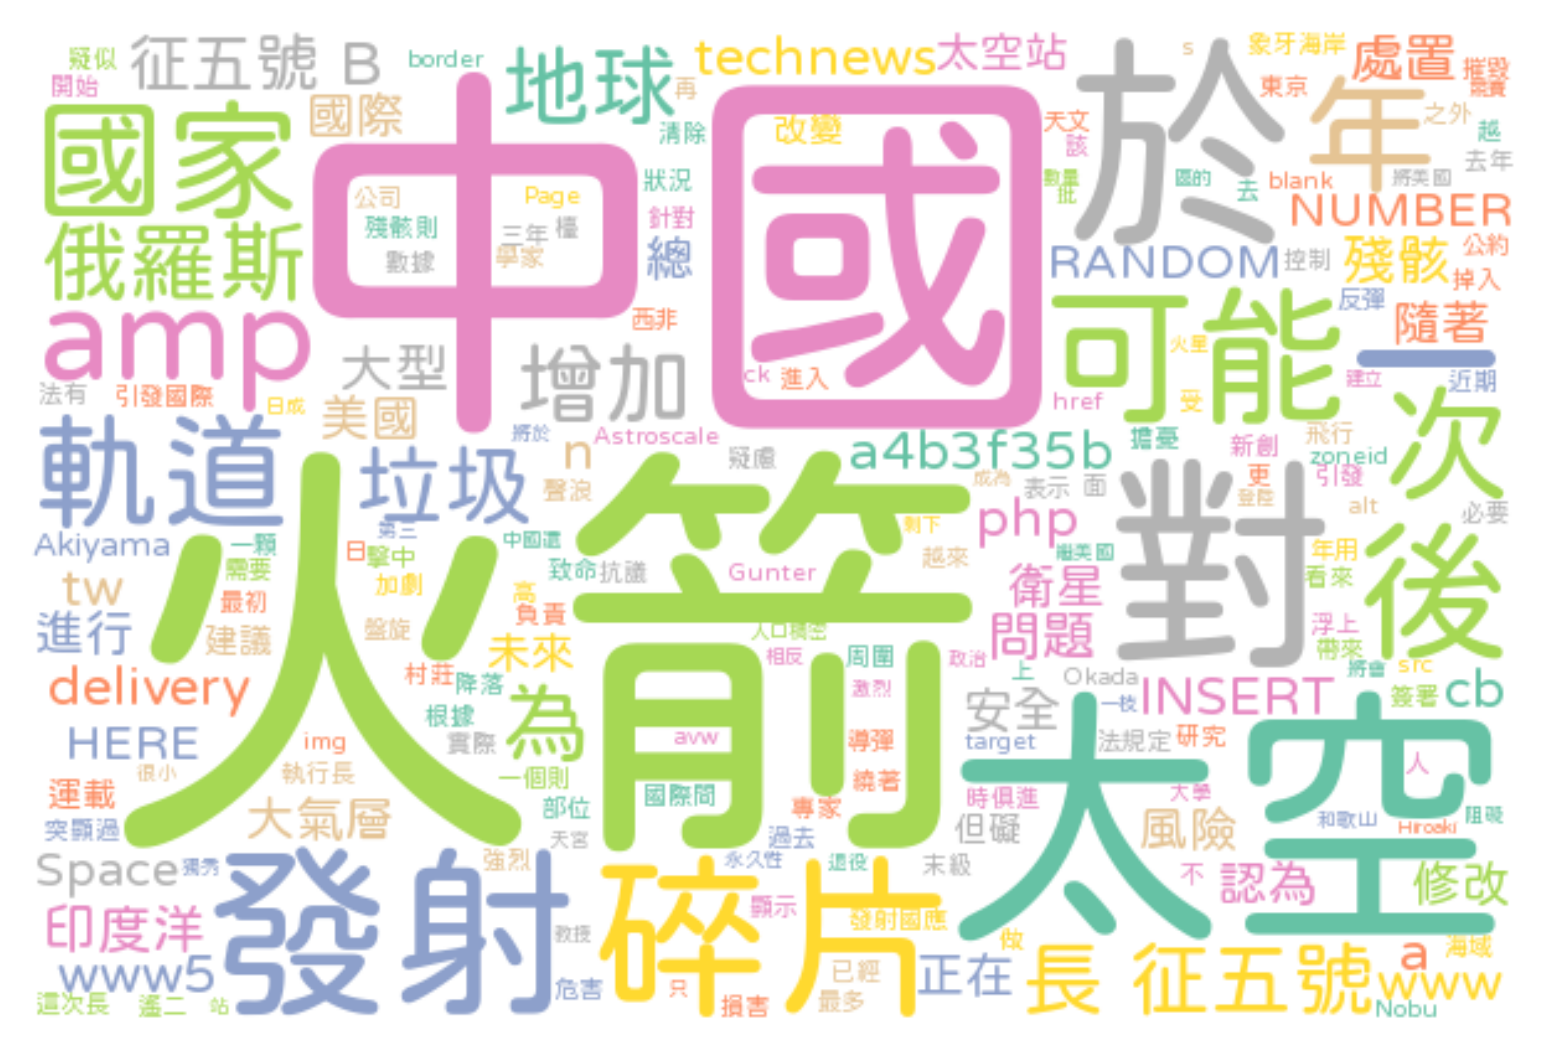 疑似 征五號 B border technews 太空站 s 象牙海岸 處置 摧毀
開始 地球 再 東京 競賽
國際 清除 改變 天文 於 年 之外 越
國家 中國 該 去年
公司 Page 狀況 數量 區的 去 blank 將美國
殘骸則 三年 檯 針對 批 NUMBER
俄羅斯 數據 學家 總 RANDOM 控制 殘骸 公約
掉入
amp 西非 可能 反彈 隨著
大型 增加 火星 一
法有 引發國際 日成 ck 進入 href 受 建立 近期
美國 將於 Astroscale a4b3f35b 擔憂 新創 飛行 次
軌道 垃圾 n 疑慮 zoneid
聲浪 成為 表示 面 更 引發
登陸 alt 必要
第三 火箭 剩下 php 對
Akiyama 一顆 日 擊中 中國還 越來 繼美國 年用 後
tw 需要 加劇 致命 抗議 Gunter 衛星 看來
最初 高 負責
進行 建議 盤旋 未來 人口稠密 問題 浮上
相反 周圍 政治 帶來
delivery 村莊 降落 為 激烈 上 Okada 將會 src
根據 安全 一枝 INSERT 簽署 cb
HERE img 實際 avw 導彈 target 法規定 研究 太空
很小 執行長 一個則 人
運載 國際間 繞著 時俱進 大學
突顯過 大氣層 部位 專家 但礙 風險 和歌山 阻礙
天宮 過去 Hiroaki
Space 獨秀 強烈 永久性 退役 末級 不 認為 修改
印度洋 發射 碎片 顯示 發射國應
教授 做 a 海域
www5 危害 只 已經 正在 長 征五號 www
這次長 遙二 站 損害 最多 Nobu